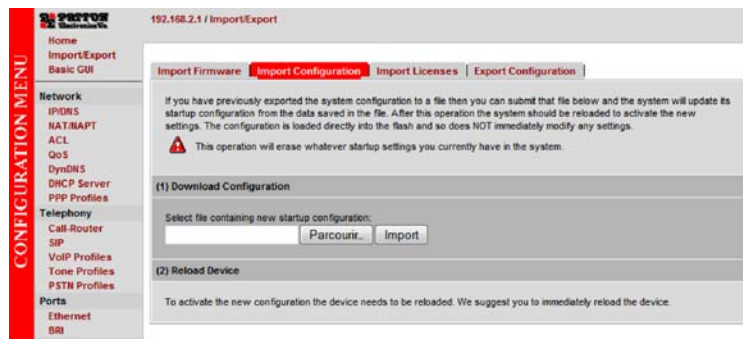 CONFIGURATION MENU
PATTON
Electronics Co.
Home
Import/Export
Basic GUI
Network
IP/DNS
NAT/NAPT
ACL
QoS
DynDNS
DHCP Server
PPP Profiles
Telephony
Call-Router
SIP
VoIP Profiles
Tone Profiles
PSTN Profiles
Ports
Ethernet
BRI
192.168.2.1 / Import/Export
Import Firmware | Import Configuration | Import Licenses | Export Configuration |
If you have previously exported the system configuration to a file then you can submit that file below and the system will update its
startup configuration from the data saved in the file. After this operation the system should be reloaded to activate the new
settings. The configuration is loaded directly into the flash and so does NOT immediately modify any settings.
This operation will erase whatever startup settings you currently have in the system.
(1) Download Configuration
Select file containing new startup configuration:
Parcourir... Import
(2) Reload Device
To activate the new configuration the device needs to be reloaded. We suggest you to immediately reload the device.